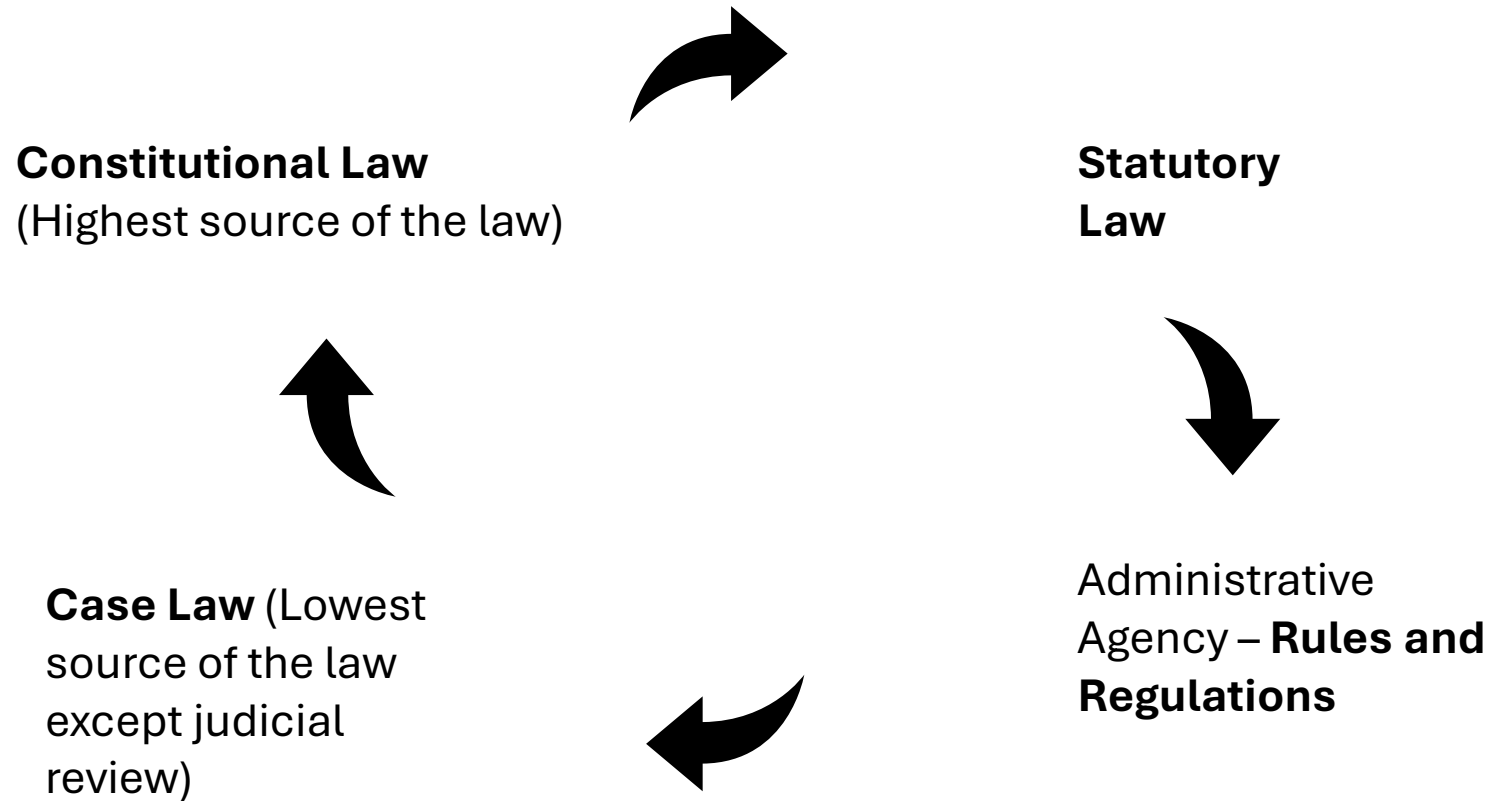 Constitutional Law
(Highest source of the law)
Statutory
Law
Administrative
Agency – Rules and
Regulations
Case Law (Lowest
source of the law
except judicial
review)